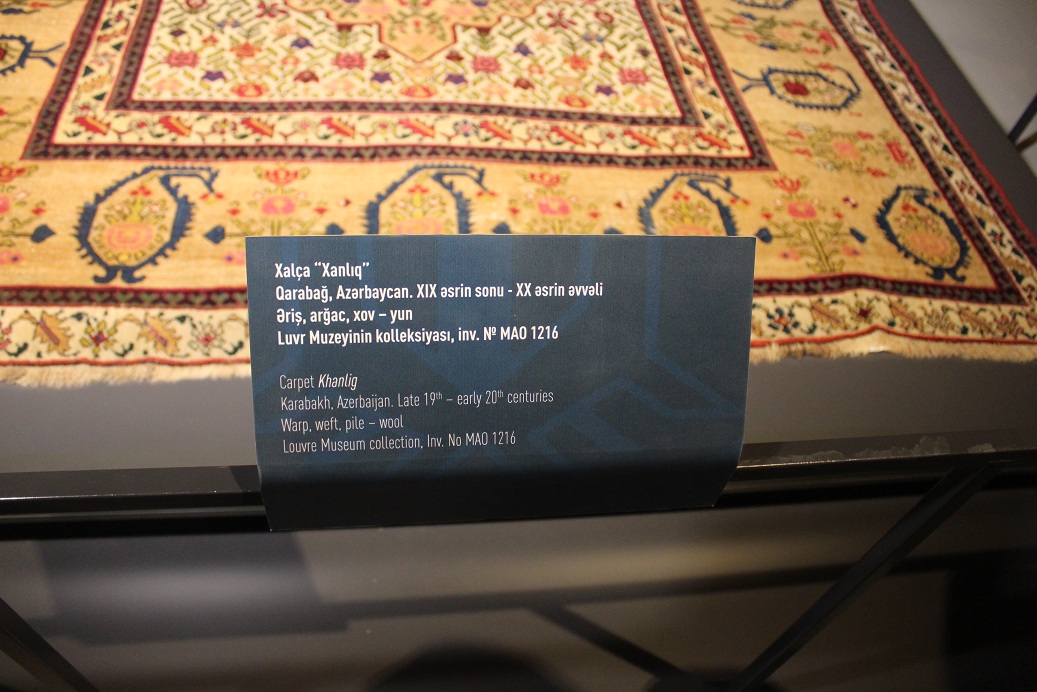 Xalça “Xanlıq”
Qarabağ, Azərbaycan. XIX əsrin sonu - XX əsrin əvvəli
Əriş, arğac, xov – yun
Luvr Muzeyinin kolleksiyası, inv. № MAO 1216
Carpet Khanlig
Karabakh, Azerbaijan. Late 19th – early 20th centuries
Warp, weft, pile – wool
Louvre Museum collection, Inv. No MAO 1216